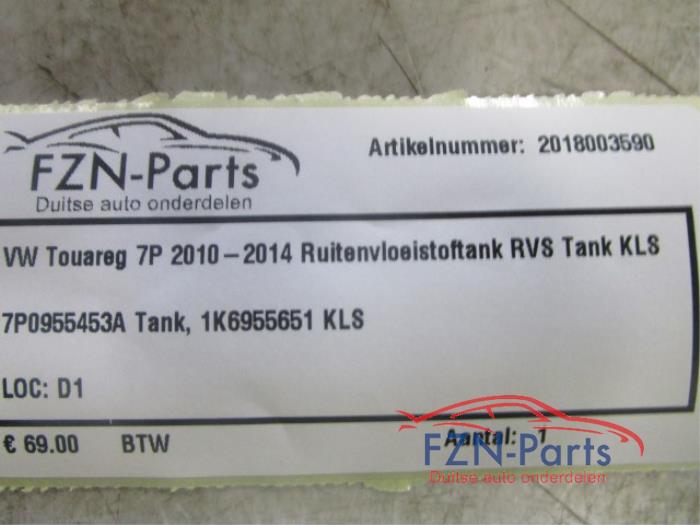 FZN-Parts
Duitse auto onderdelen
Artikelnummer: 2018003590
VW Touareg 7P 2010-2014 Ruitenvloeistoftank RVS Tank KLS
7P0955453A Tank, 1K6955651 KLS
LOC: D1
€ 69.00 BTW Aantal: 1
FZN-Parts
Duitse auto onderdelen